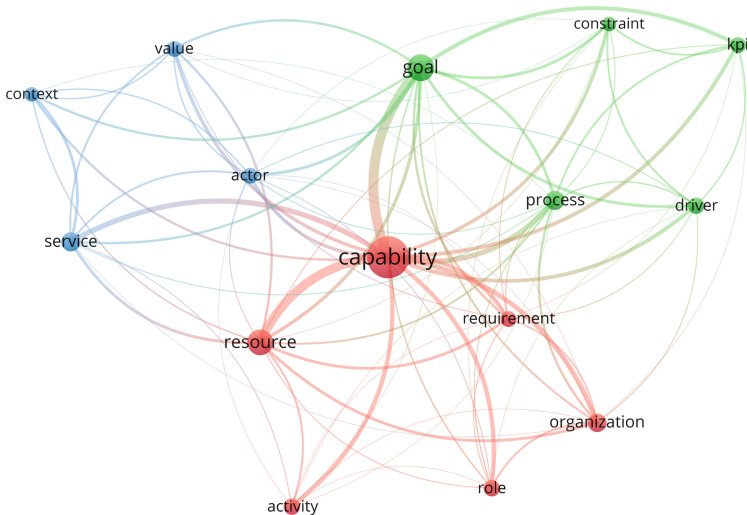 constraint
value
kpi
goal
context
actor
process
driver
service
capability
requirement
resource
organization
role
activity